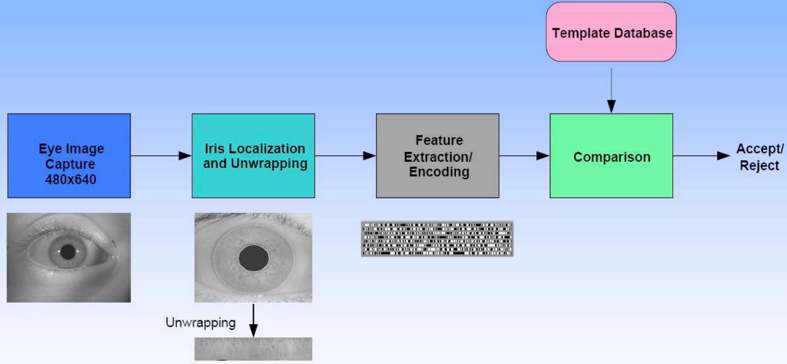 Template Database
Eye Image
Capture
480x640
Iris Localization
and Unwrapping
Feature
Extraction/
Encoding
Comparison
Accept/
Reject
Unwrapping